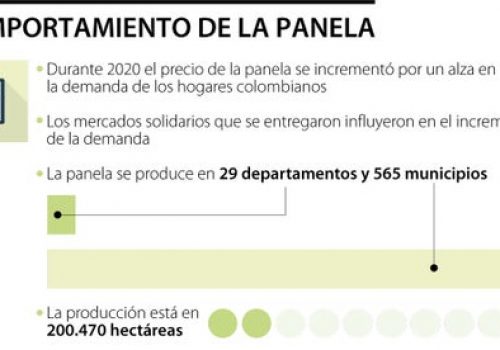 MPORTAMIENTO DE LA PANELA
• Durante 2020 el precio de la panela se incrementó por un alza en
la demanda de los hogares colombianos
• Los mercados solidarios que se entregaron influyeron en el increm
de la demanda
• La panela se produce en 29 departamentos y 565 municipios
• La producción está en
200.470 hectáreas